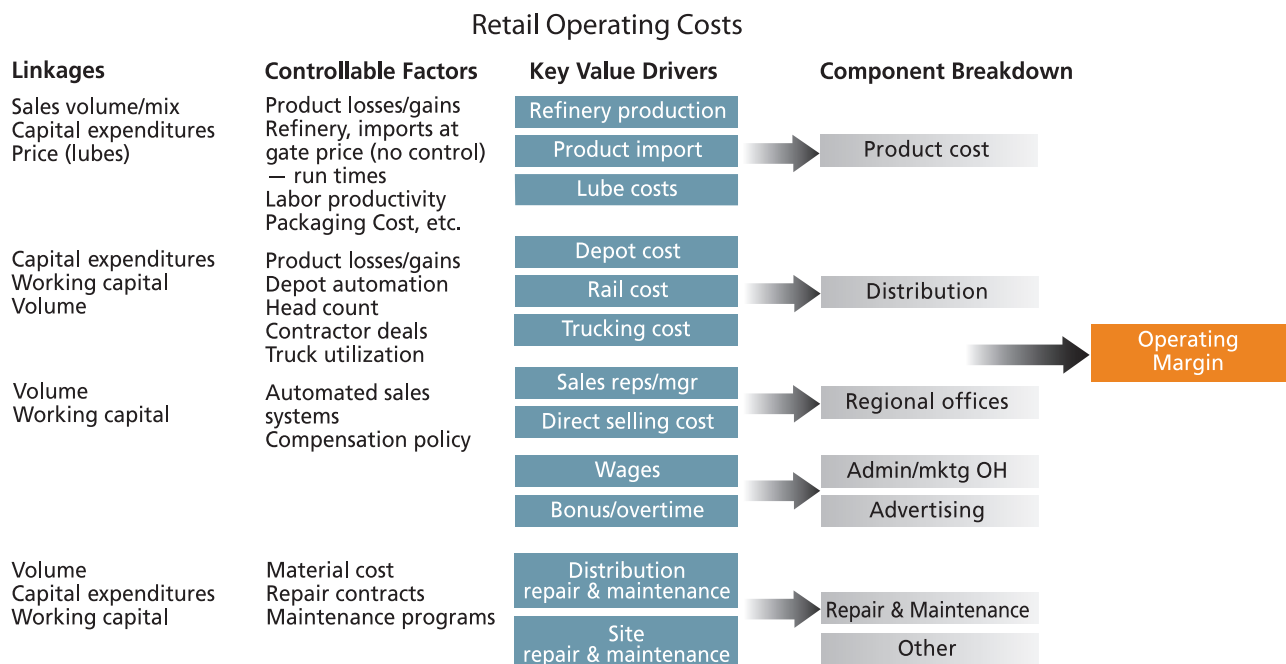 Retail Operating Costs
Linkages
Controllable Factors
Key Value Drivers
Component Breakdown
Sales volume/mix
Capital expenditures
Price (lubes)
Product losses/gains
Refinery, imports at
gate price (no control)
— run times
Labor productivity
Packaging Cost, etc.
Refinery production
Product import
Lube costs
Product cost
Capital expenditures
Working capital
Volume
Product losses/gains
Depot automation
Head count
Contractor deals
Truck utilization
Depot cost
Rail cost
Trucking cost
Distribution
Operating
Margin
Volume
Working capital
Automated sales
systems
Compensation policy
Sales reps/mgr
Direct selling cost
Regional offices
Wages
Bonus/overtime
Admin/mktg OH
Advertising
Volume
Capital expenditures
Working capital
Material cost
Repair contracts
Maintenance programs
Distribution
repair & maintenance
Site
repair & maintenance
Repair & Maintenance
Other